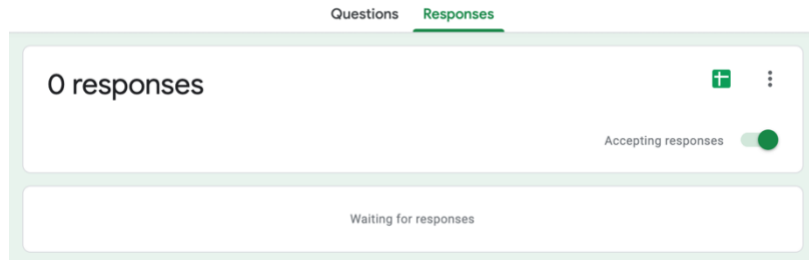 Questions Responses
0 responses
Accepting responses
Waiting for responses